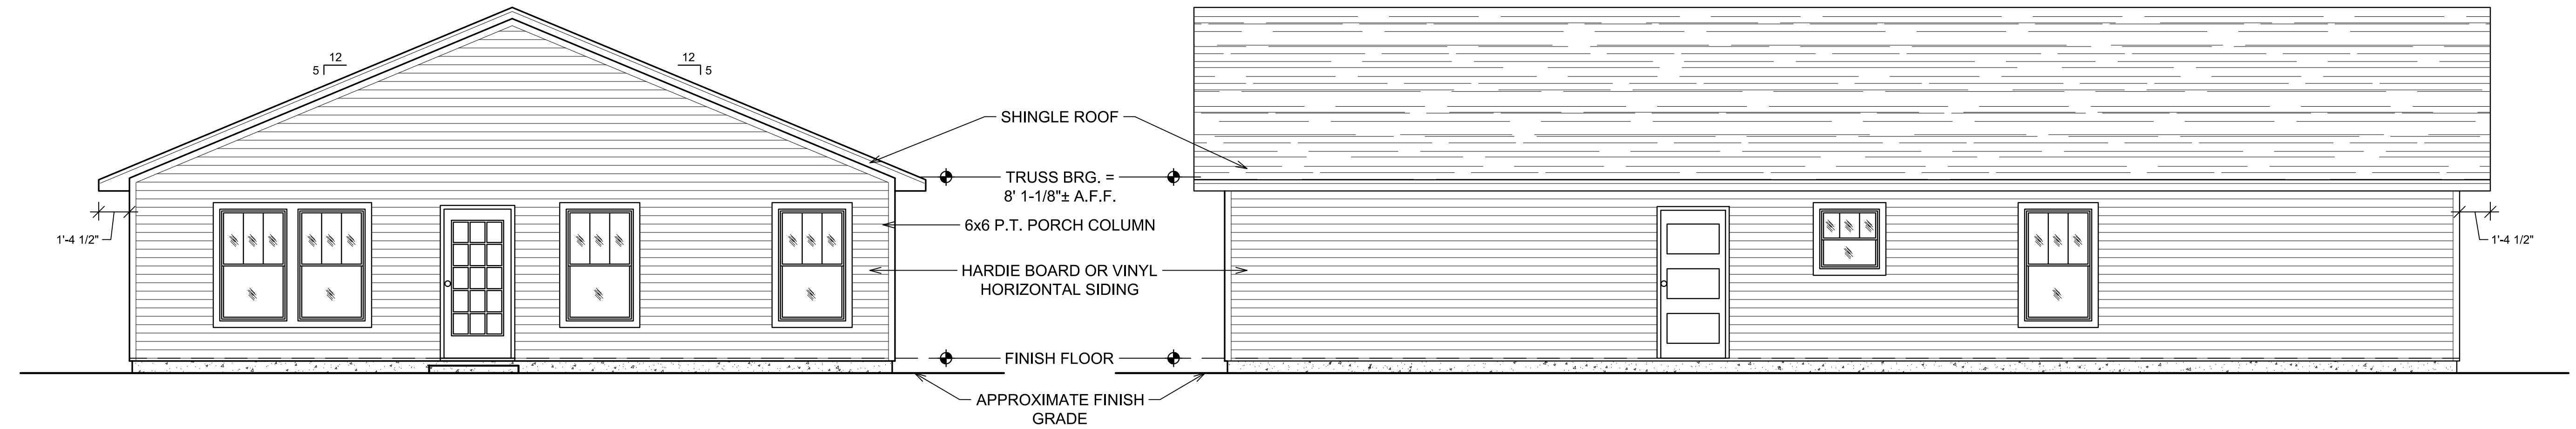 12
5
12
5
SHINGLE ROOF
TRUSS BRG. =
8' 1-1/8"± A.F.F.
6x6 P.T. PORCH COLUMN
1'-4 1/2"
1'-4 1/2"
HARDIE BOARD OR VINYL
HORIZONTAL SIDING
FINISH FLOOR
APPROXIMATE FINISH
GRADE